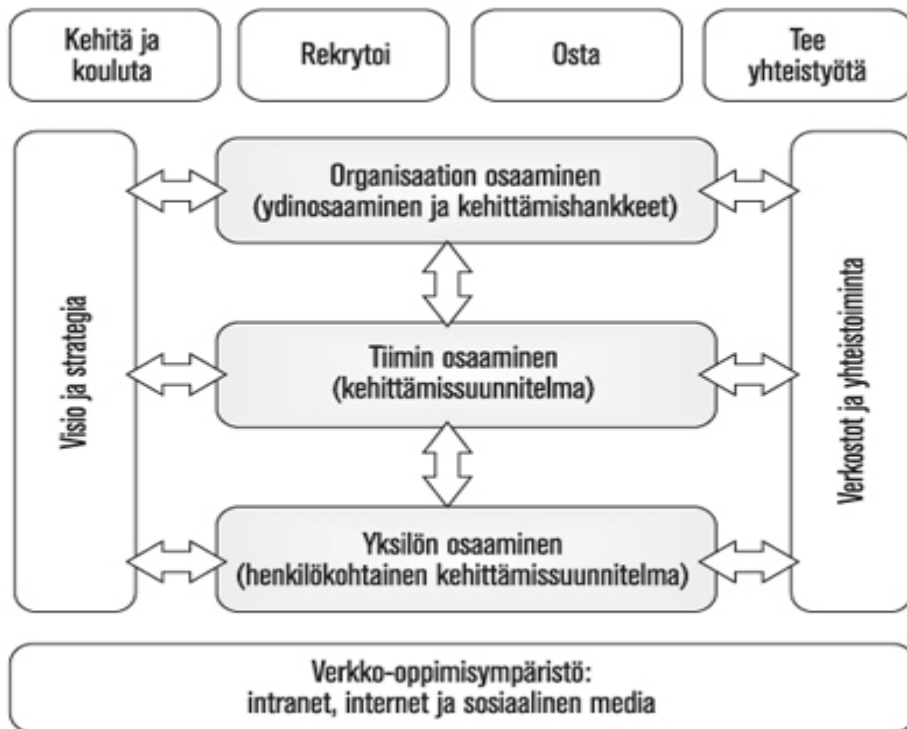 Kehitä ja
kouluta
Rekrytoi
Osta
Tee
yhteistyötä
Visio ja strategia
Organisaation osaaminen
(ydinosaaminen ja kehittämishankkeet)
Tiimin osaaminen
(kehittämissuunnitelma)
Yksilön osaaminen
(henkilökohtainen kehittämissuunnitelma)
Verkostot ja yhteistoiminta
Verkko-oppimisympäristö:
intranet, internet ja sosiaalinen media